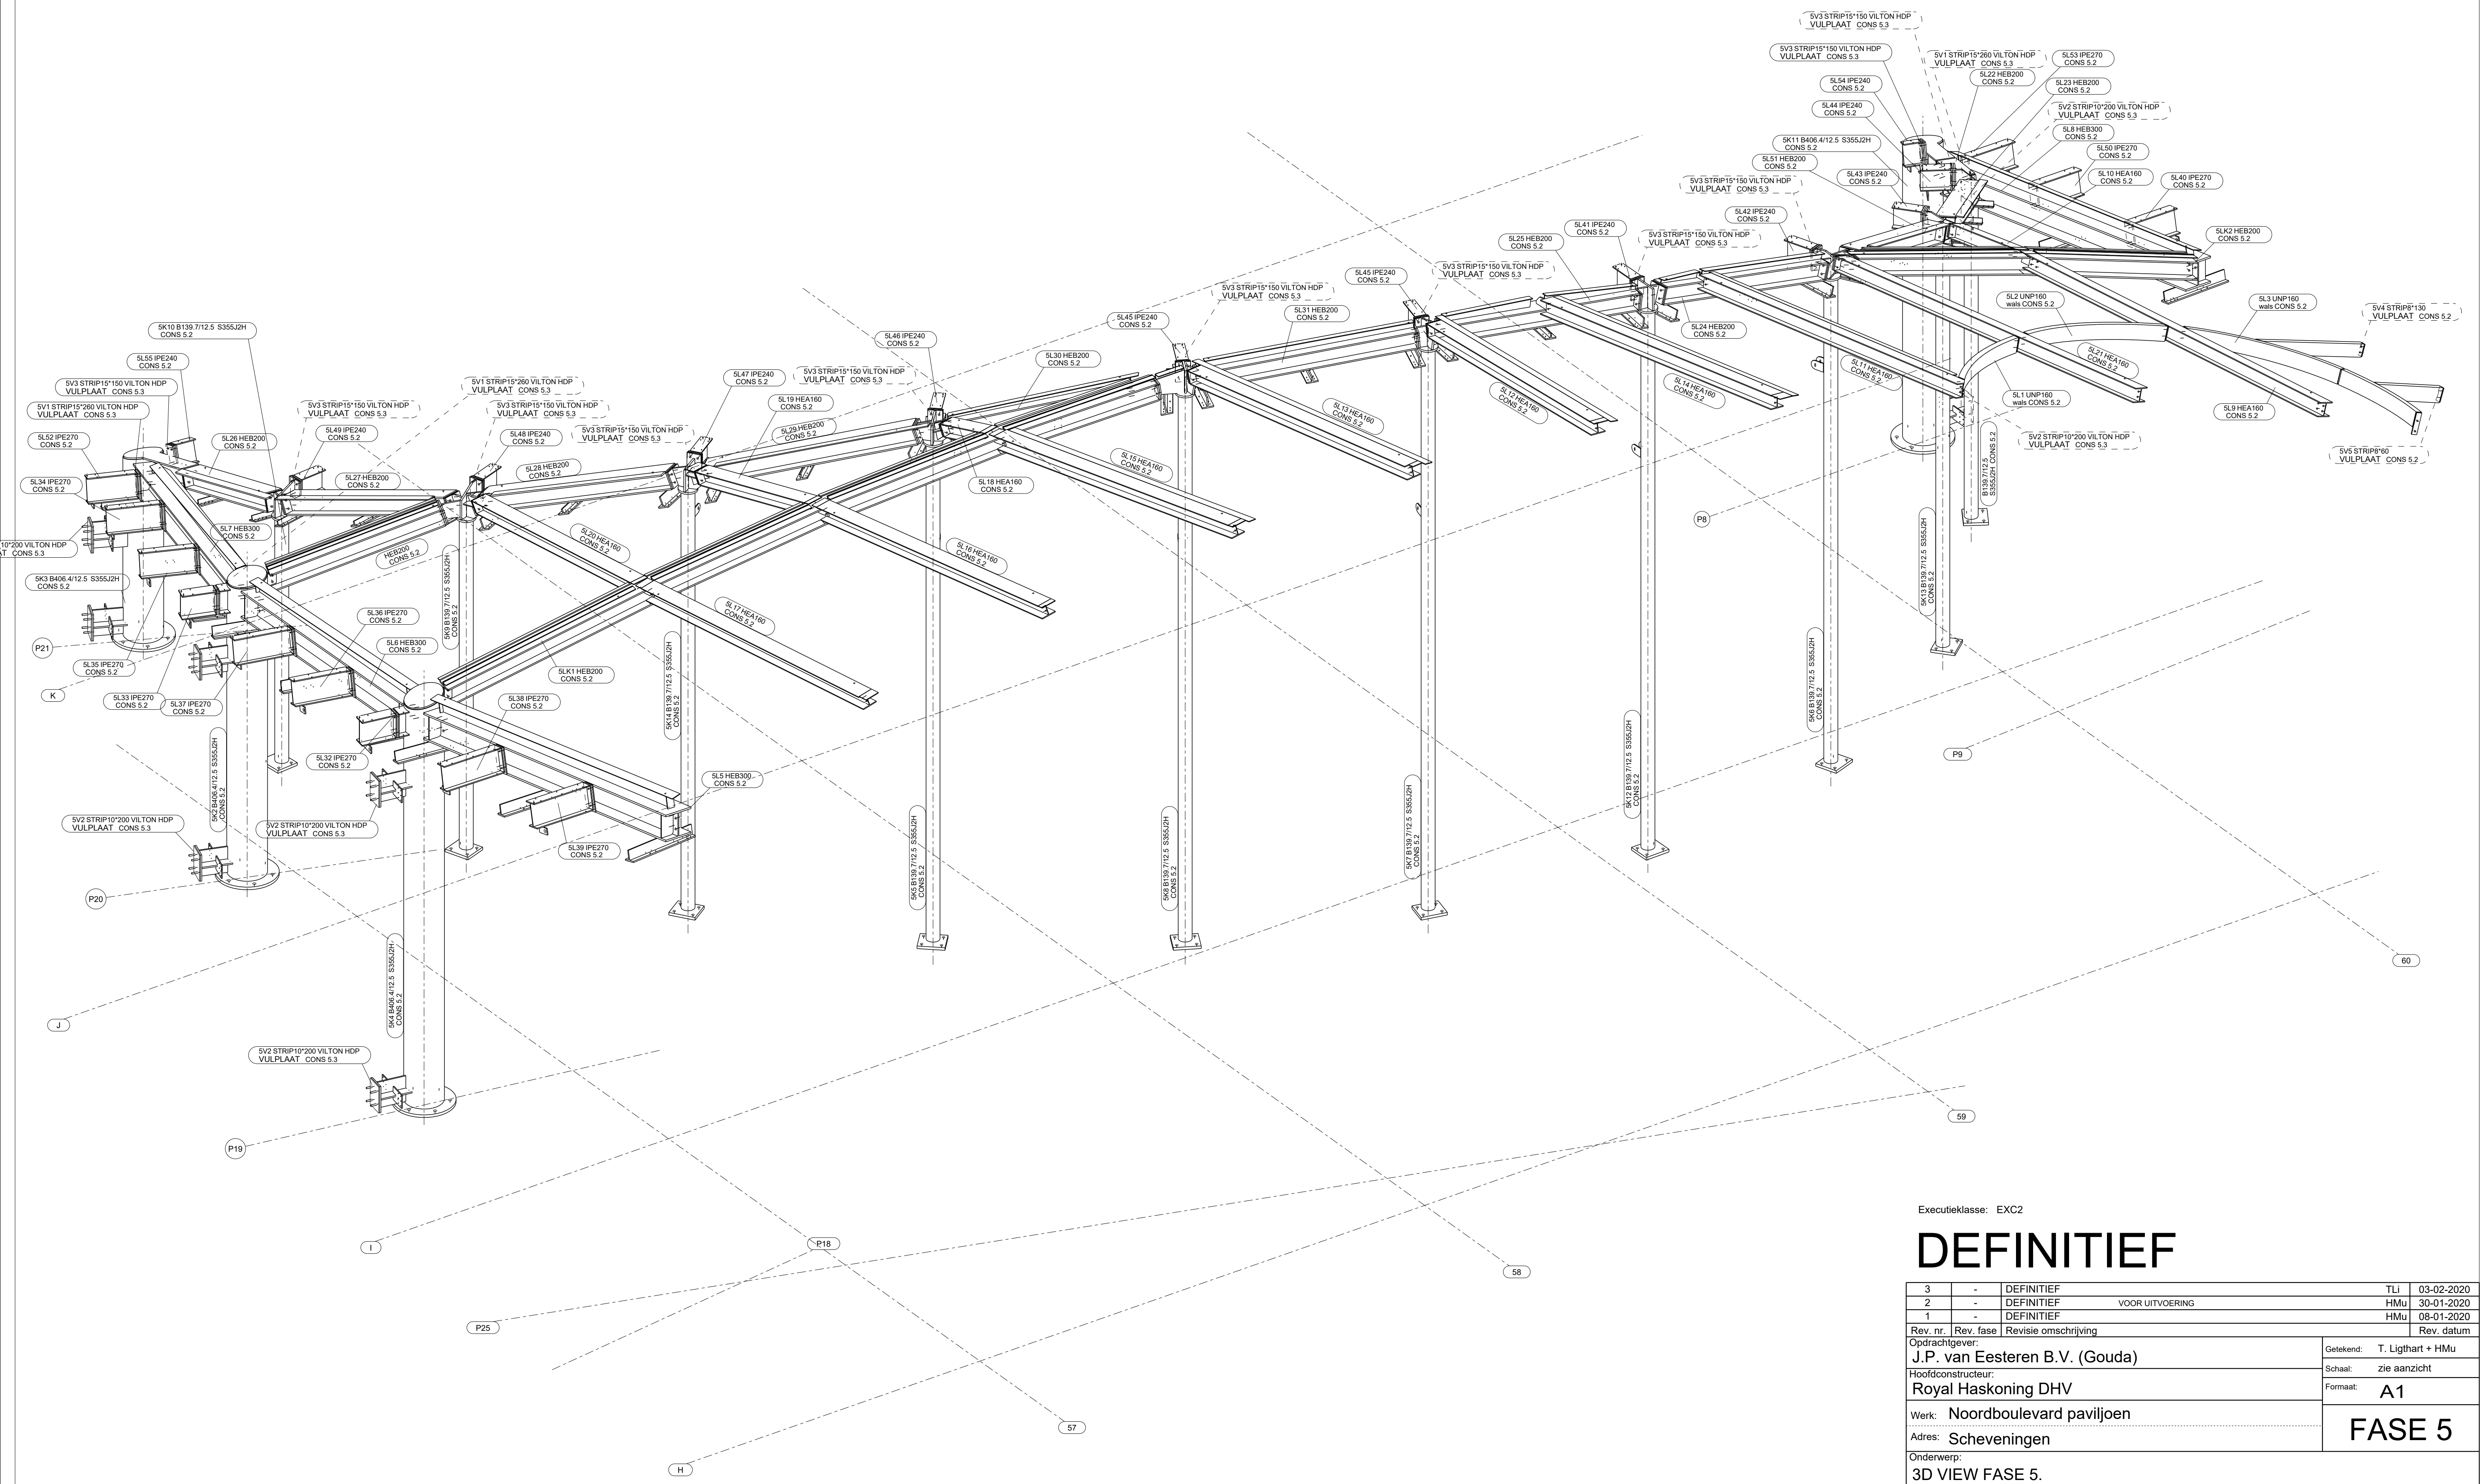 5V3 STRIP15*150 VILTON HDP
VULPLAAT CONS 5.3
5V3 STRIP15*150 VILTON HDP
VULPLAAT CONS 5.3
5V1 STRIP15*260 VILTON HDP
VULPLAAT CONS 5.3
5L53 IPE270
CONS 5.2
5L22 HEB200
CONS 5.2
5L54 IPE240
CONS 5.2
5L23 HEB200
CONS 5.2
5L44 IPE240
CONS 5.2
5V2 STRIP10*200 VILTON HDP
VULPLAAT CONS 5.3
5L8 HEB300
CONS 5.2
5K11 B406.4/12.5 S355J2H
CONS 5.2
5L50 IPE270
CONS 5.2
5L51 HEB200
CONS 5.2
5L10 HEA160
CONS 5.2
5L43 IPE240
CONS 5.2
5L40 IPE270
CONS 5.2
5V3 STRIP15*150 VILTON HDP
VULPLAAT CONS 5.3
5L42 IPE240
CONS 5.2
5L41 IPE240
CONS 5.2
5V3 STRIP15*150 VILTON HDP
VULPLAAT CONS 5.3
5LK2 HEB200
CONS 5.2
5L25 HEB200
CONS 5.2
5L45 IPE240
CONS 5.2
5V3 STRIP15*150 VILTON HDP
VULPLAAT CONS 5.3
5V3 STRIP15*150 VILTON HDP
VULPLAAT CONS 5.3
5L31 HEB200
CONS 5.2
5L45 IPE240
CONS 5.2
5L2 UNP160
wals CONS 5.2
5L3 UNP160
wals CONS 5.2
5V4 STRIP8*130
VULPLAAT CONS 5.2
5L24 HEB200
CONS 5.2
5K10 B139.7/12.5 S355J2H
CONS 5.2
5L46 IPE240
CONS 5.2
5L30 HEB200
CONS 5.2
5L21 HEA160
CONS 5.2
5L11 HEA160
CONS 5.2
5L55 IPE240
CONS 5.2
5L47 IPE240
CONS 5.2
5V3 STRIP15*150 VILTON HDP
VULPLAAT CONS 5.3
5V3 STRIP15*150 VILTON HDP
VULPLAAT CONS 5.3
5V1 STRIP15*260 VILTON HDP
VULPLAAT CONS 5.3
5L14 HEA160
CONS 5.2
5L12 HEA160
CONS 5.2
5L1 UNP160
wals CONS 5.2
5L9 HEA160
CONS 5.2
5V1 STRIP15*260 VILTON HDP
VULPLAAT CONS 5.3
5V3 STRIP15*150 VILTON HDP
VULPLAAT CONS 5.3
5V3 STRIP15*150 VILTON HDP
VULPLAAT CONS 5.3
5L19 HEA160
CONS 5.2
5L13 HEA160
CONS 5.2
5L52 IPE270
CONS 5.2
5L26 HEB200
CONS 5.2
5L49 IPE240
CONS 5.2
5L48 IPE240
CONS 5.2
5V3 STRIP15*150 VILTON HDP
VULPLAAT CONS 5.3
5L29 HEB200
CONS 5.2
5V2 STRIP10*200 VILTON HDP
VULPLAAT CONS 5.3
5V5 STRIP8*60
VULPLAAT CONS 5.2
5L34 IPE270
CONS 5.2
5L27 HEB200
CONS 5.2
5L28 HEB200
CONS 5.2
5L15 HEA160
CONS 5.2
5L18 HEA160
CONS 5.2
B139.7/12.5
S355J2H CONS 5.2
10*200 VILTON HDP
CONS 5.3
5L7 HEB300
CONS 5.2
HEB200
CONS 5.2
5L20 HEA160
CONS 5.2
5L16 HEA160
CONS 5.2
P8
5K3 B406.4/12.5 S355J2H
CONS 5.2
5K9 B139.7/12.5 S355J2H
CONS 5.2
5K13 B139.7/12.5 S355J2H
CONS 5.2
5L36 IPE270
CONS 5.2
5L17 HEA160
CONS 5.2
P21
5L6 HEB300
CONS 5.2
5L35 IPE270
CONS 5.2
5LK1 HEB200
CONS 5.2
5K14 B139.7/12.5 S355J2H
CONS 5.2
5K6 B139.7/12.5 S355J2H
CONS 5.2
K
5L33 IPE270
CONS 5.2
5L37 IPE270
CONS 5.2
5L38 IPE270
CONS 5.2
5K2 B406.4/12.5 S355J2H
CONS 5.2
5L32 IPE270
CONS 5.2
5L5 HEB300
CONS 5.2
P9
5K12 B139.7/12.5 S355J2H
CONS 5.2
5V2 STRIP10*200 VILTON HDP
VULPLAAT CONS 5.3
5V2 STRIP10*200 VILTON HDP
VULPLAAT CONS 5.3
5L39 IPE270
CONS 5.2
5K5 B139.7/12.5 S355J2H
CONS 5.2
5K8 B139.7/12.5 S355J2H
CONS 5.2
5K7 B139.7/12.5 S355J2H
CONS 5.2
P20
5K4 B406.4/12.5 S355J2H
CONS 5.2
60
J
5V2 STRIP10*200 VILTON HDP
VULPLAAT CONS 5.3
59
P19
I
P18
58
P25
57
H
Executieklasse: EXC2
DEFINITIEF
3 - DEFINITIEF TLi 03-02-2020
2 - DEFINITIEF VOOR UITVOERING HMu 30-01-2020
1 - DEFINITIEF HMu 08-01-2020
Rev. nr. Rev. fase Revisie omschrijving Rev. datum
Opdrachtgever:
J.P. van Eesteren B.V. (Gouda)
Getekend: T. Ligthart + HMu
Schaal: zie aanzicht
Hoofdconstructeur:
Royal Haskoning DHV
Formaat: A1
Werk: Noordboulevard paviljoen
FASE 5
Adres: Scheveningen
Onderwerp:
3D VIEW FASE 5.